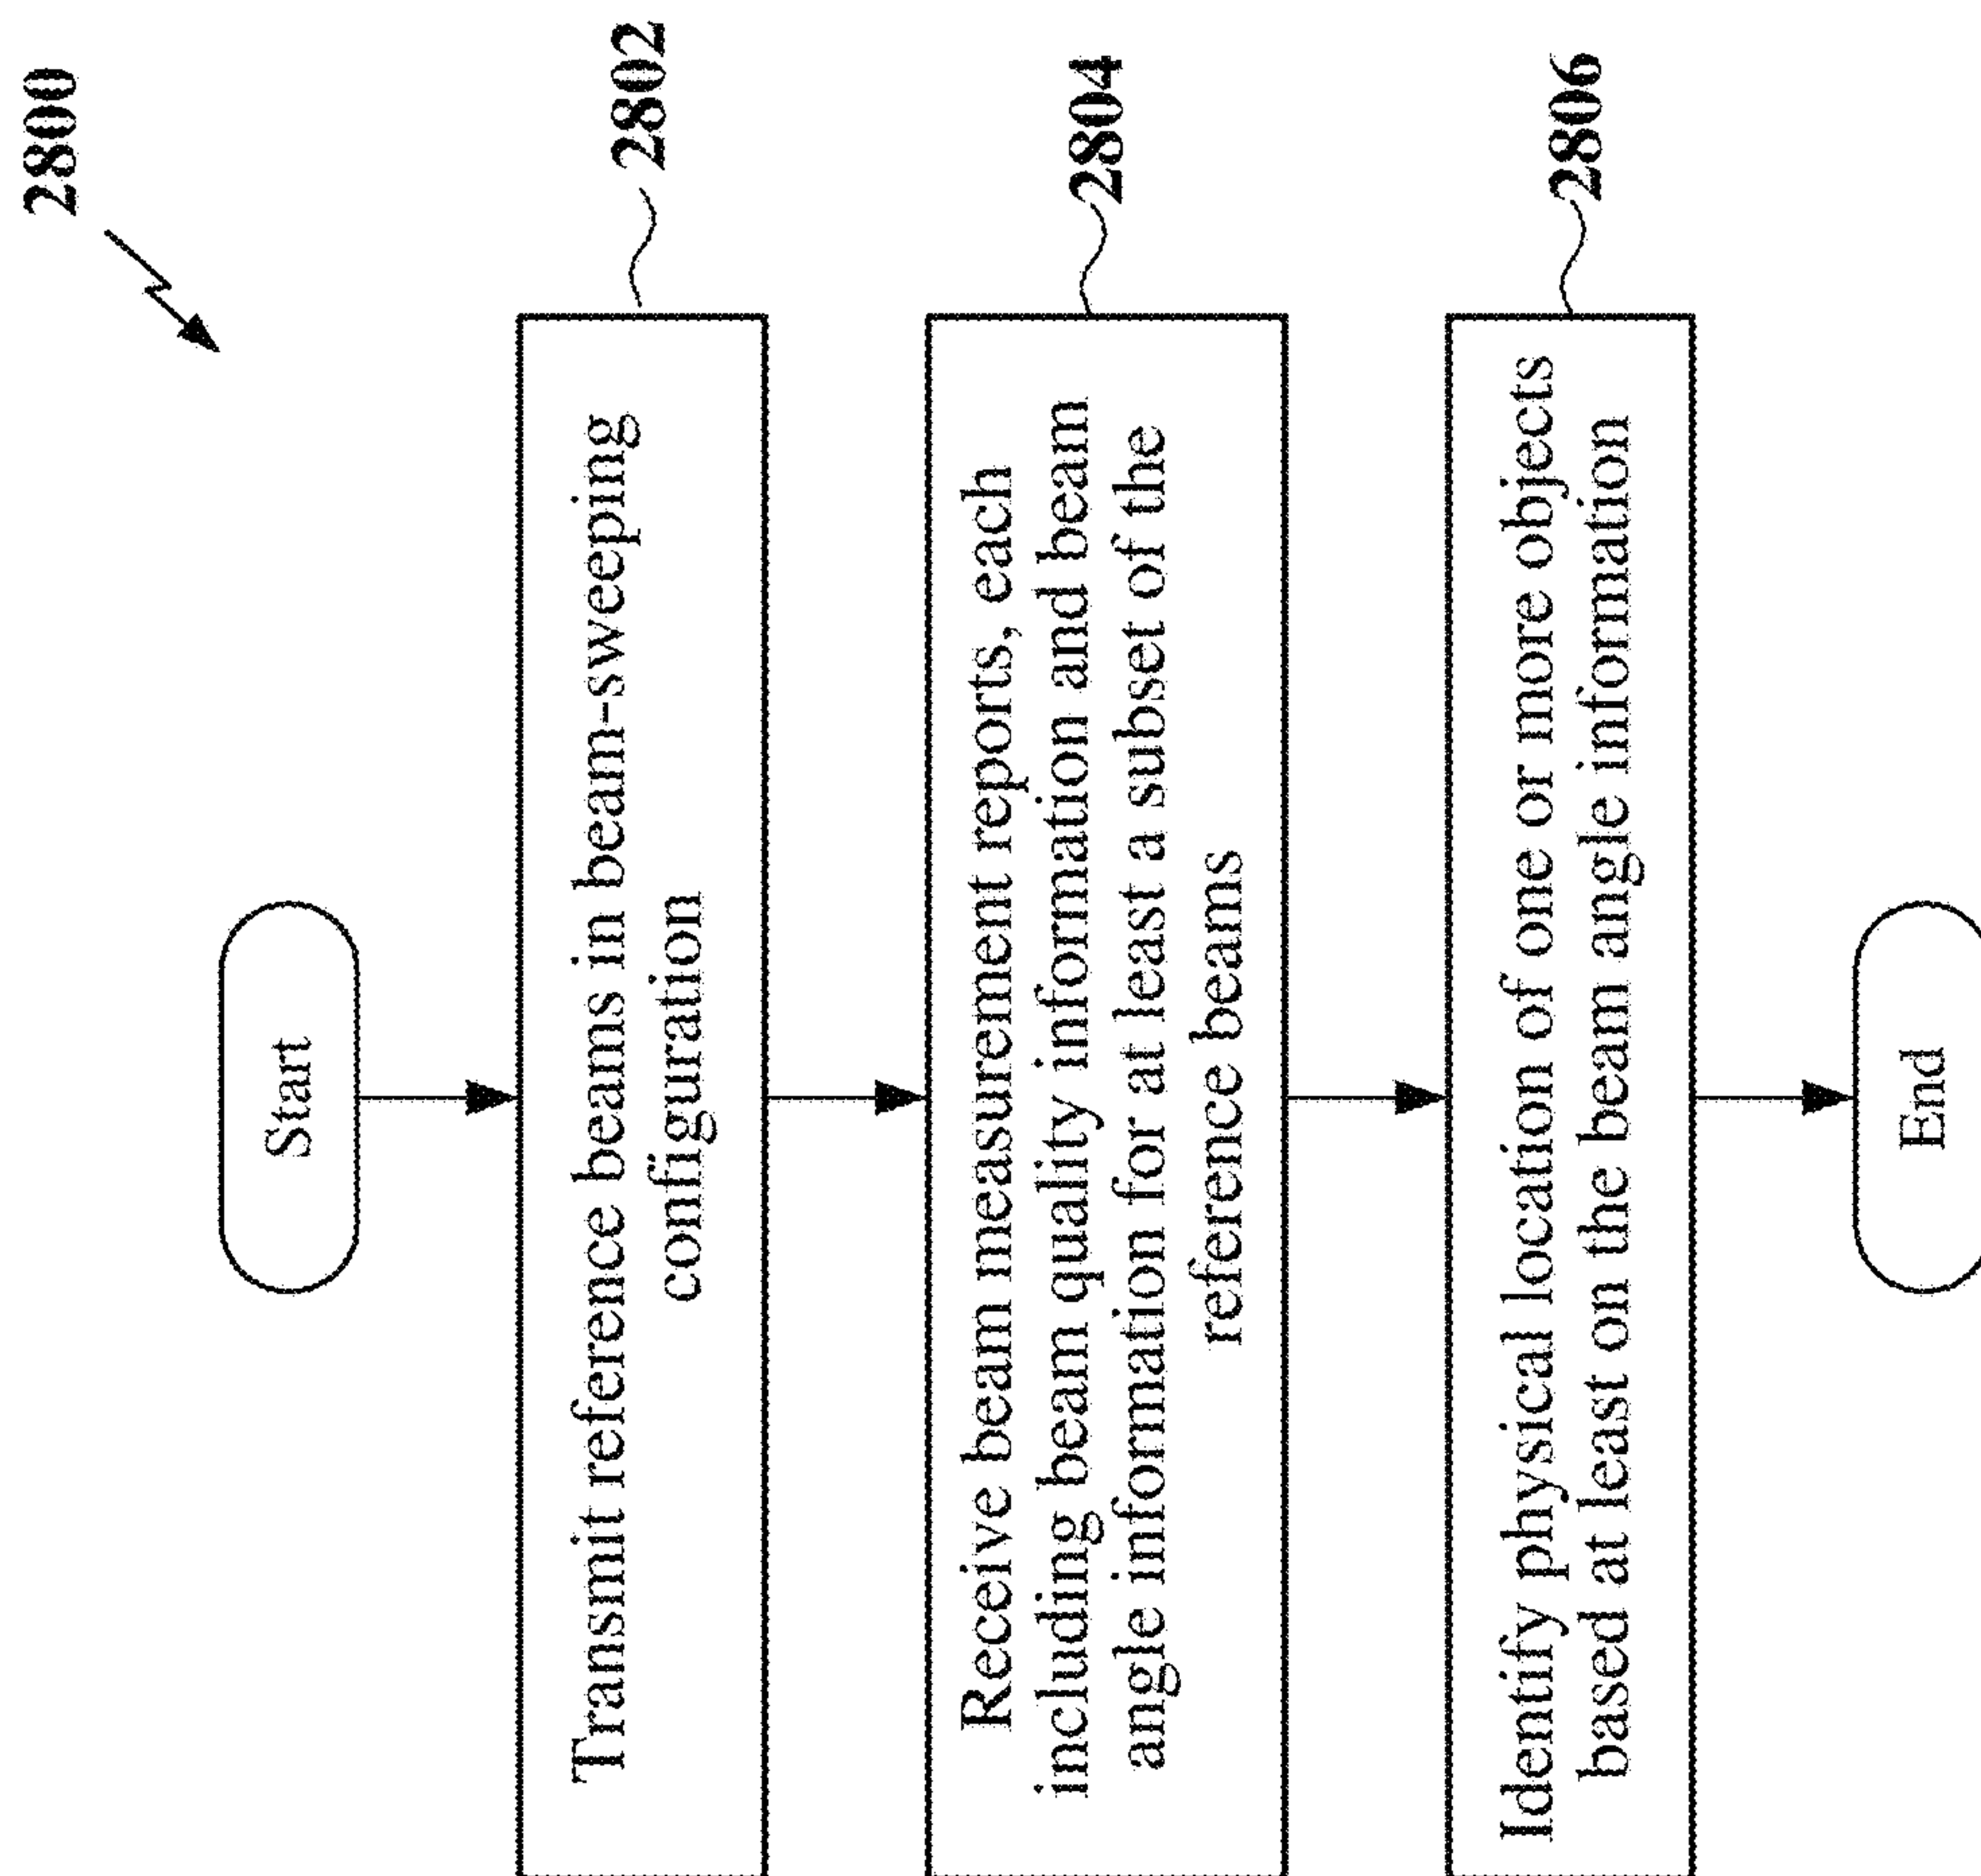 2800
Start
Transmit reference beams in beam-sweeping
configuration
2802
Receive beam measurement reports, each
including beam quality information and beam
angle information for at least a subset of the
reference beams
2804
Identify physical location of one or more objects
based at least on the beam angle information
2806
End